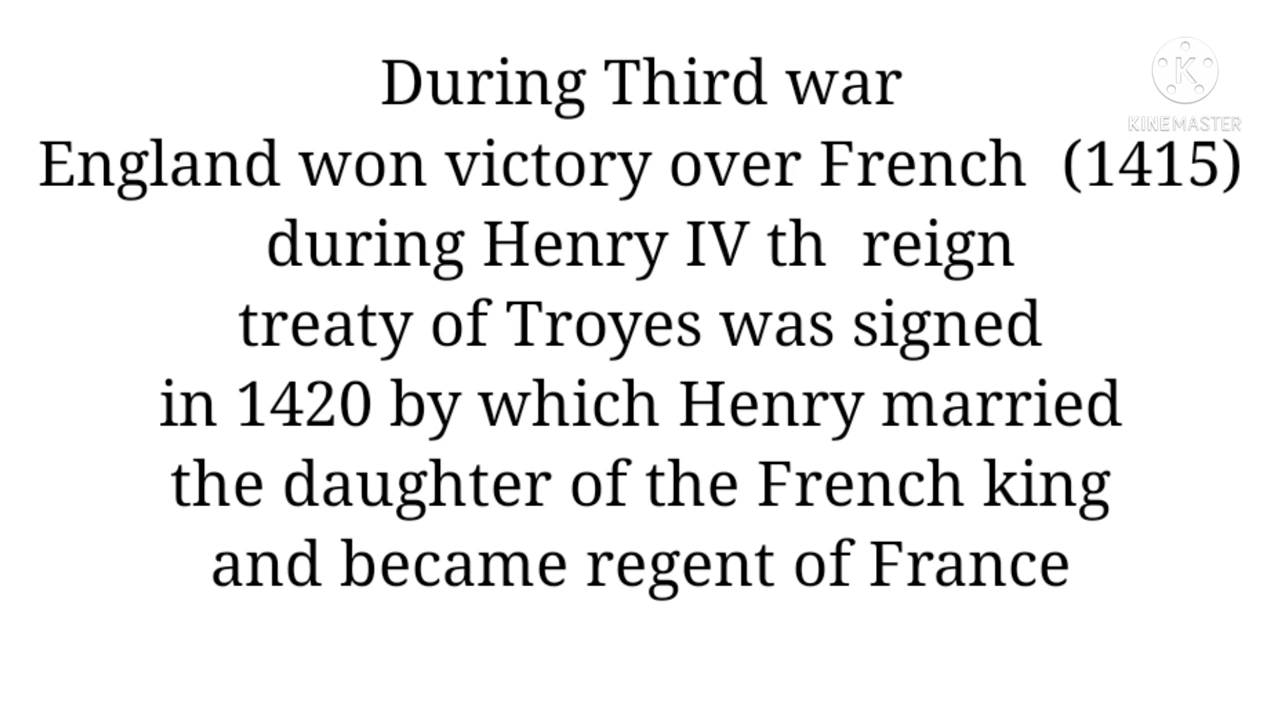 During Third war
England won victory over French (1415)
during Henry IV th reign
treaty of Troyes was signed
in 1420 by which Henry married
the daughter of the French king
and became regent of France
K
KINEMASTER